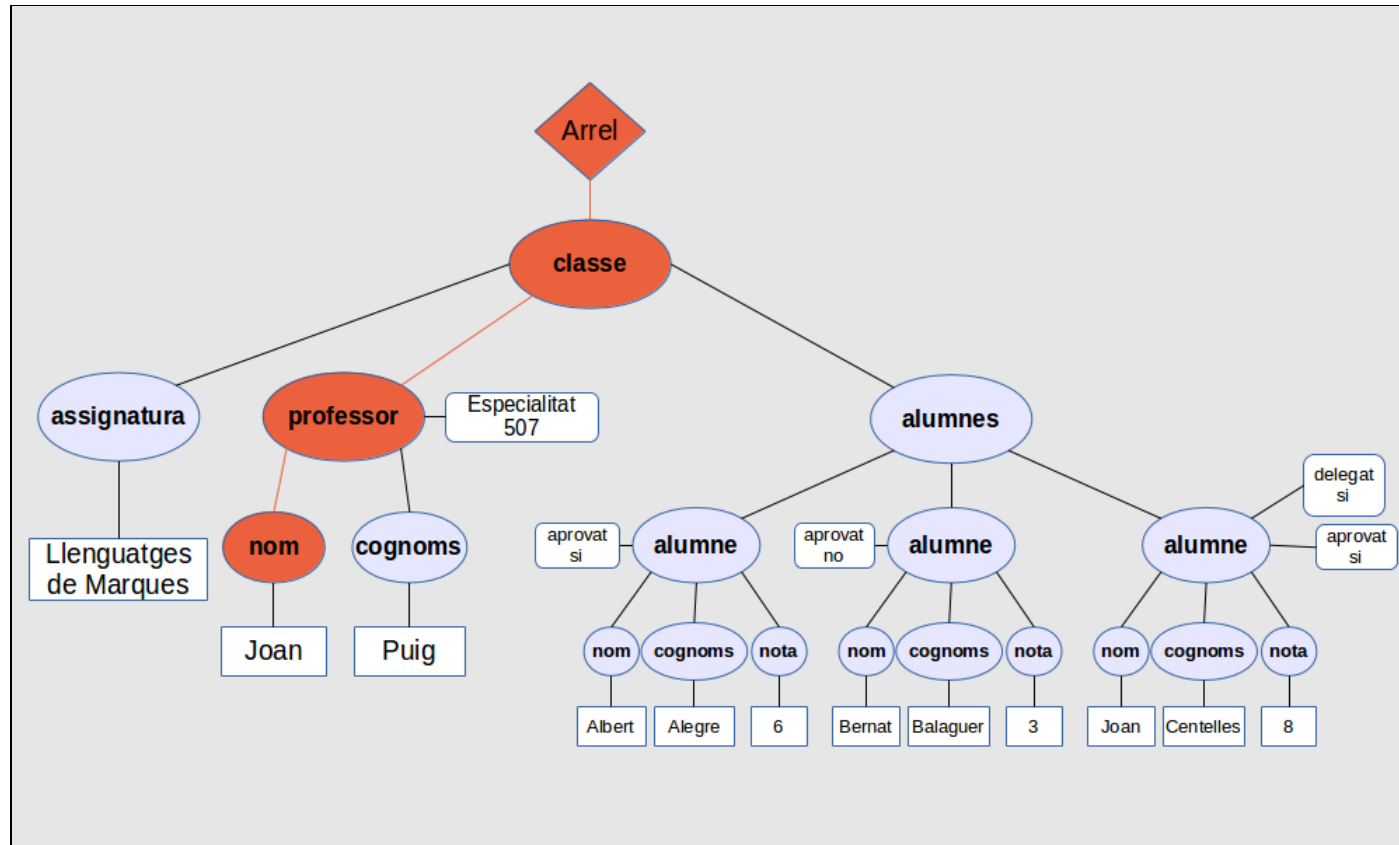 Arrel
classe
assignatura
professor
Especialitat
507
alumnes
delegat
si
nom
cognoms
aprovat
si
alumne
aprovat
no
alumne
alumne
aprovat
si
Llenguatges
de Marques
Joan
Puig
nom
cognoms
nota
nom
cognoms
nota
nom
cognoms
nota
Albert
Alegre
6
Bernat
Balaguer
3
Joan
Centelles
8